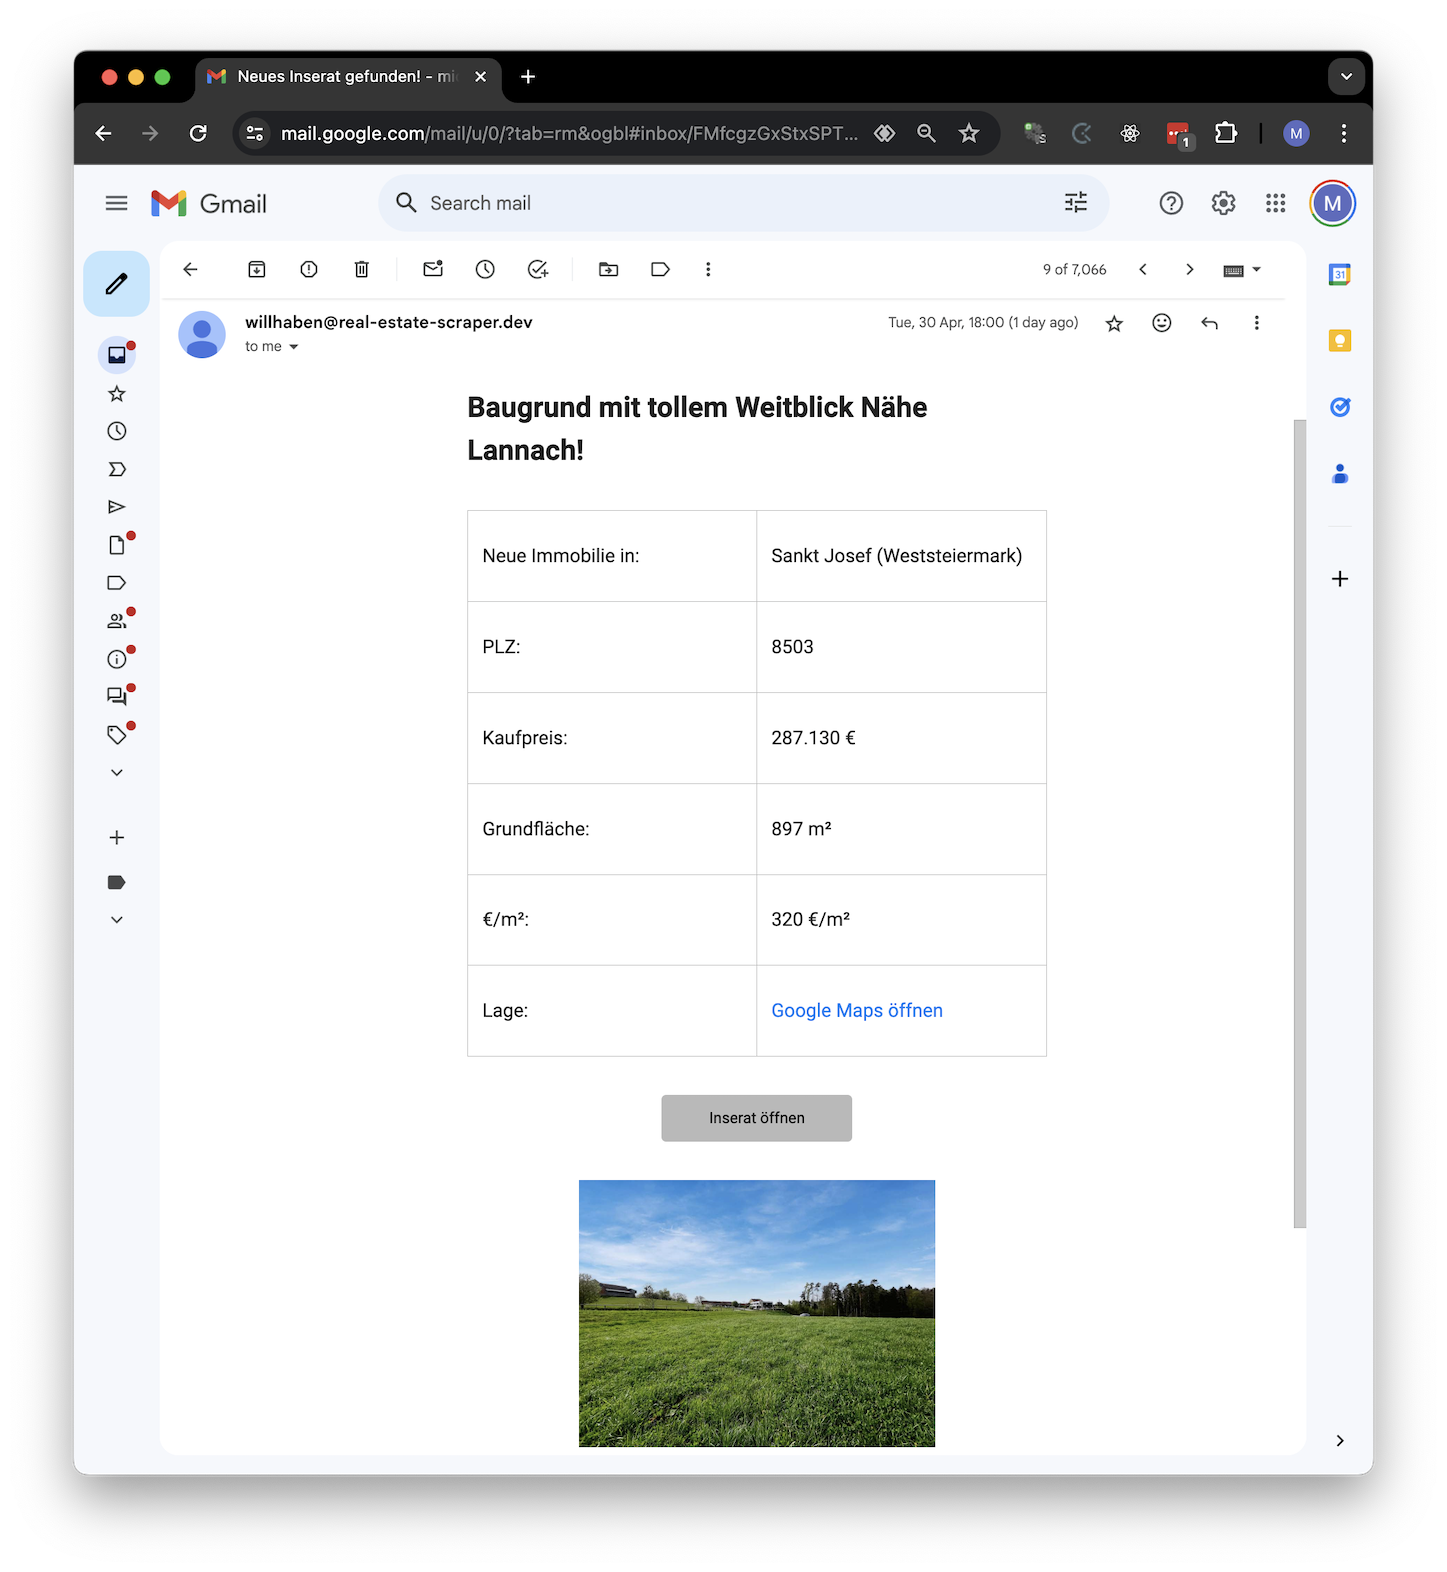 Neues Inserat gefunden! - mi
mail.google.com/mail/u/0/?tab=rm&ogbl#inbox/FMfcgzGxStxSPT...
1
M
Gmail
Search mail
M
9 of 7,066
31
willhaben@real-estate-scraper.dev
Tue, 30 Apr, 18:00 (1 day ago)
to me
Baugrund mit tollem Weitblick Nähe
Lannach!
Neue Immobilie in:
Sankt Josef (Weststeiermark)
PLZ:
8503
Kaufpreis:
287.130 €
Grundfläche:
897 m²
€/m²:
320 €/m²
Lage:
Google Maps öffnen
Inserat öffnen